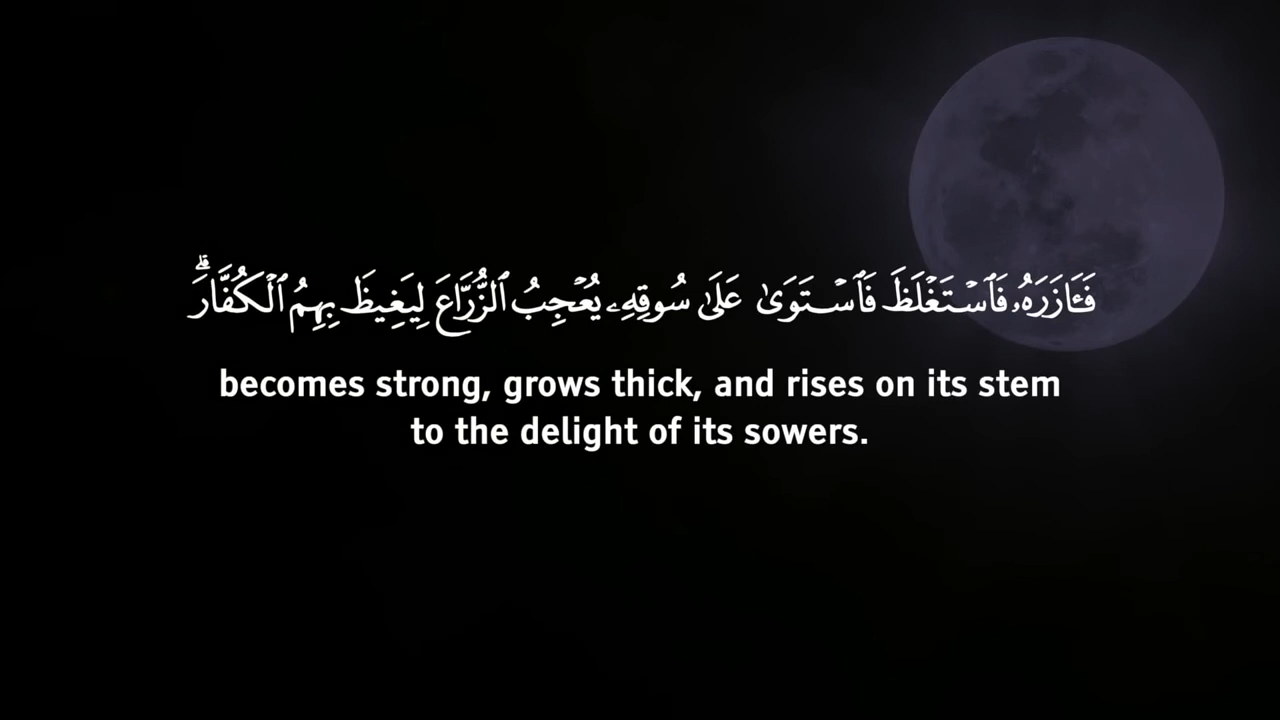 فَـَٔازَرَهُۥ فَٱسۡتَغۡلَظَ فَٱسۡتَوَىٰ عَلَىٰ سُوقِهِۦ يُعۡجِبُ ٱلزُّرَّاعَ لِيَغِيظَ بِهِمُ ٱلۡكُفَّارَۗ
becomes strong, grows thick, and rises on its stem
to the delight of its sowers.